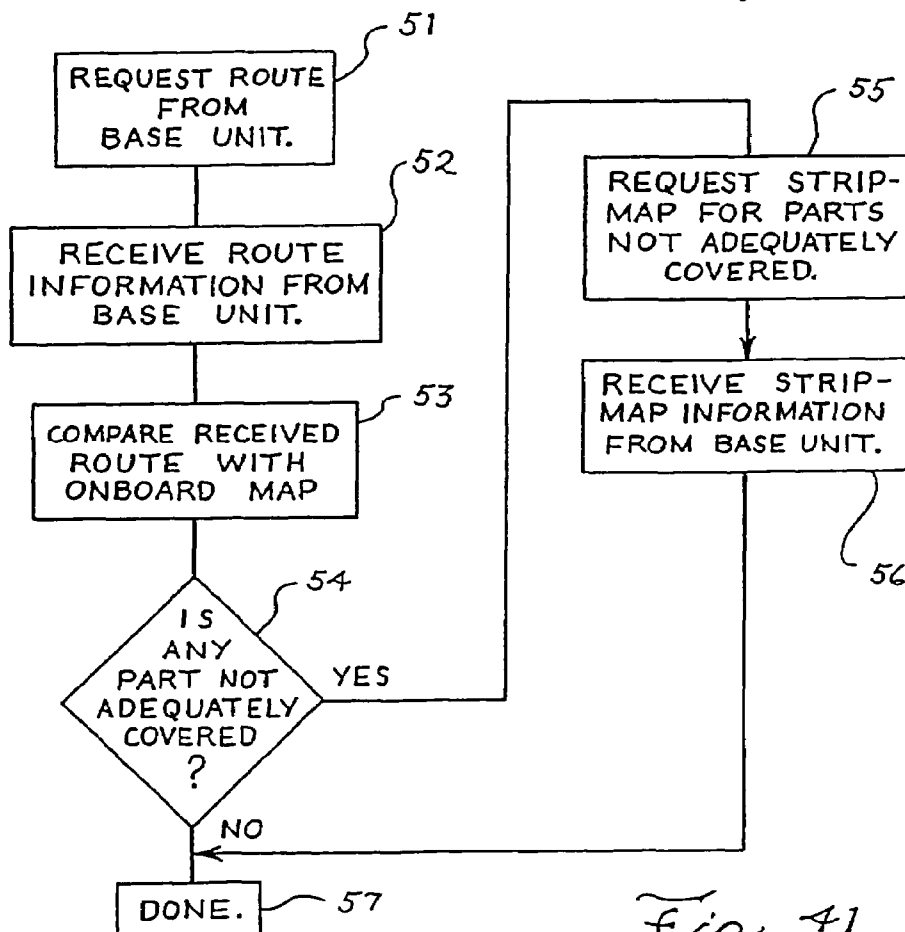 51
REQUEST ROUTE
FROM
BASE UNIT.
52
RECEIVE ROUTE
INFORMATION FROM
BASE UNIT.
53
COMPARE RECEIVED
ROUTE WITH
ONBOARD MAP
54
IS
ANY
PART NOT
ADEQUATELY
COVERED
?
YES
NO
55
REQUEST STRIP-
MAP FOR PARTS
NOT ADEQUATELY
COVERED.
RECEIVE STRIP-
MAP INFORMATION
FROM BASE UNIT.
56
DONE.
57
Fig. 41